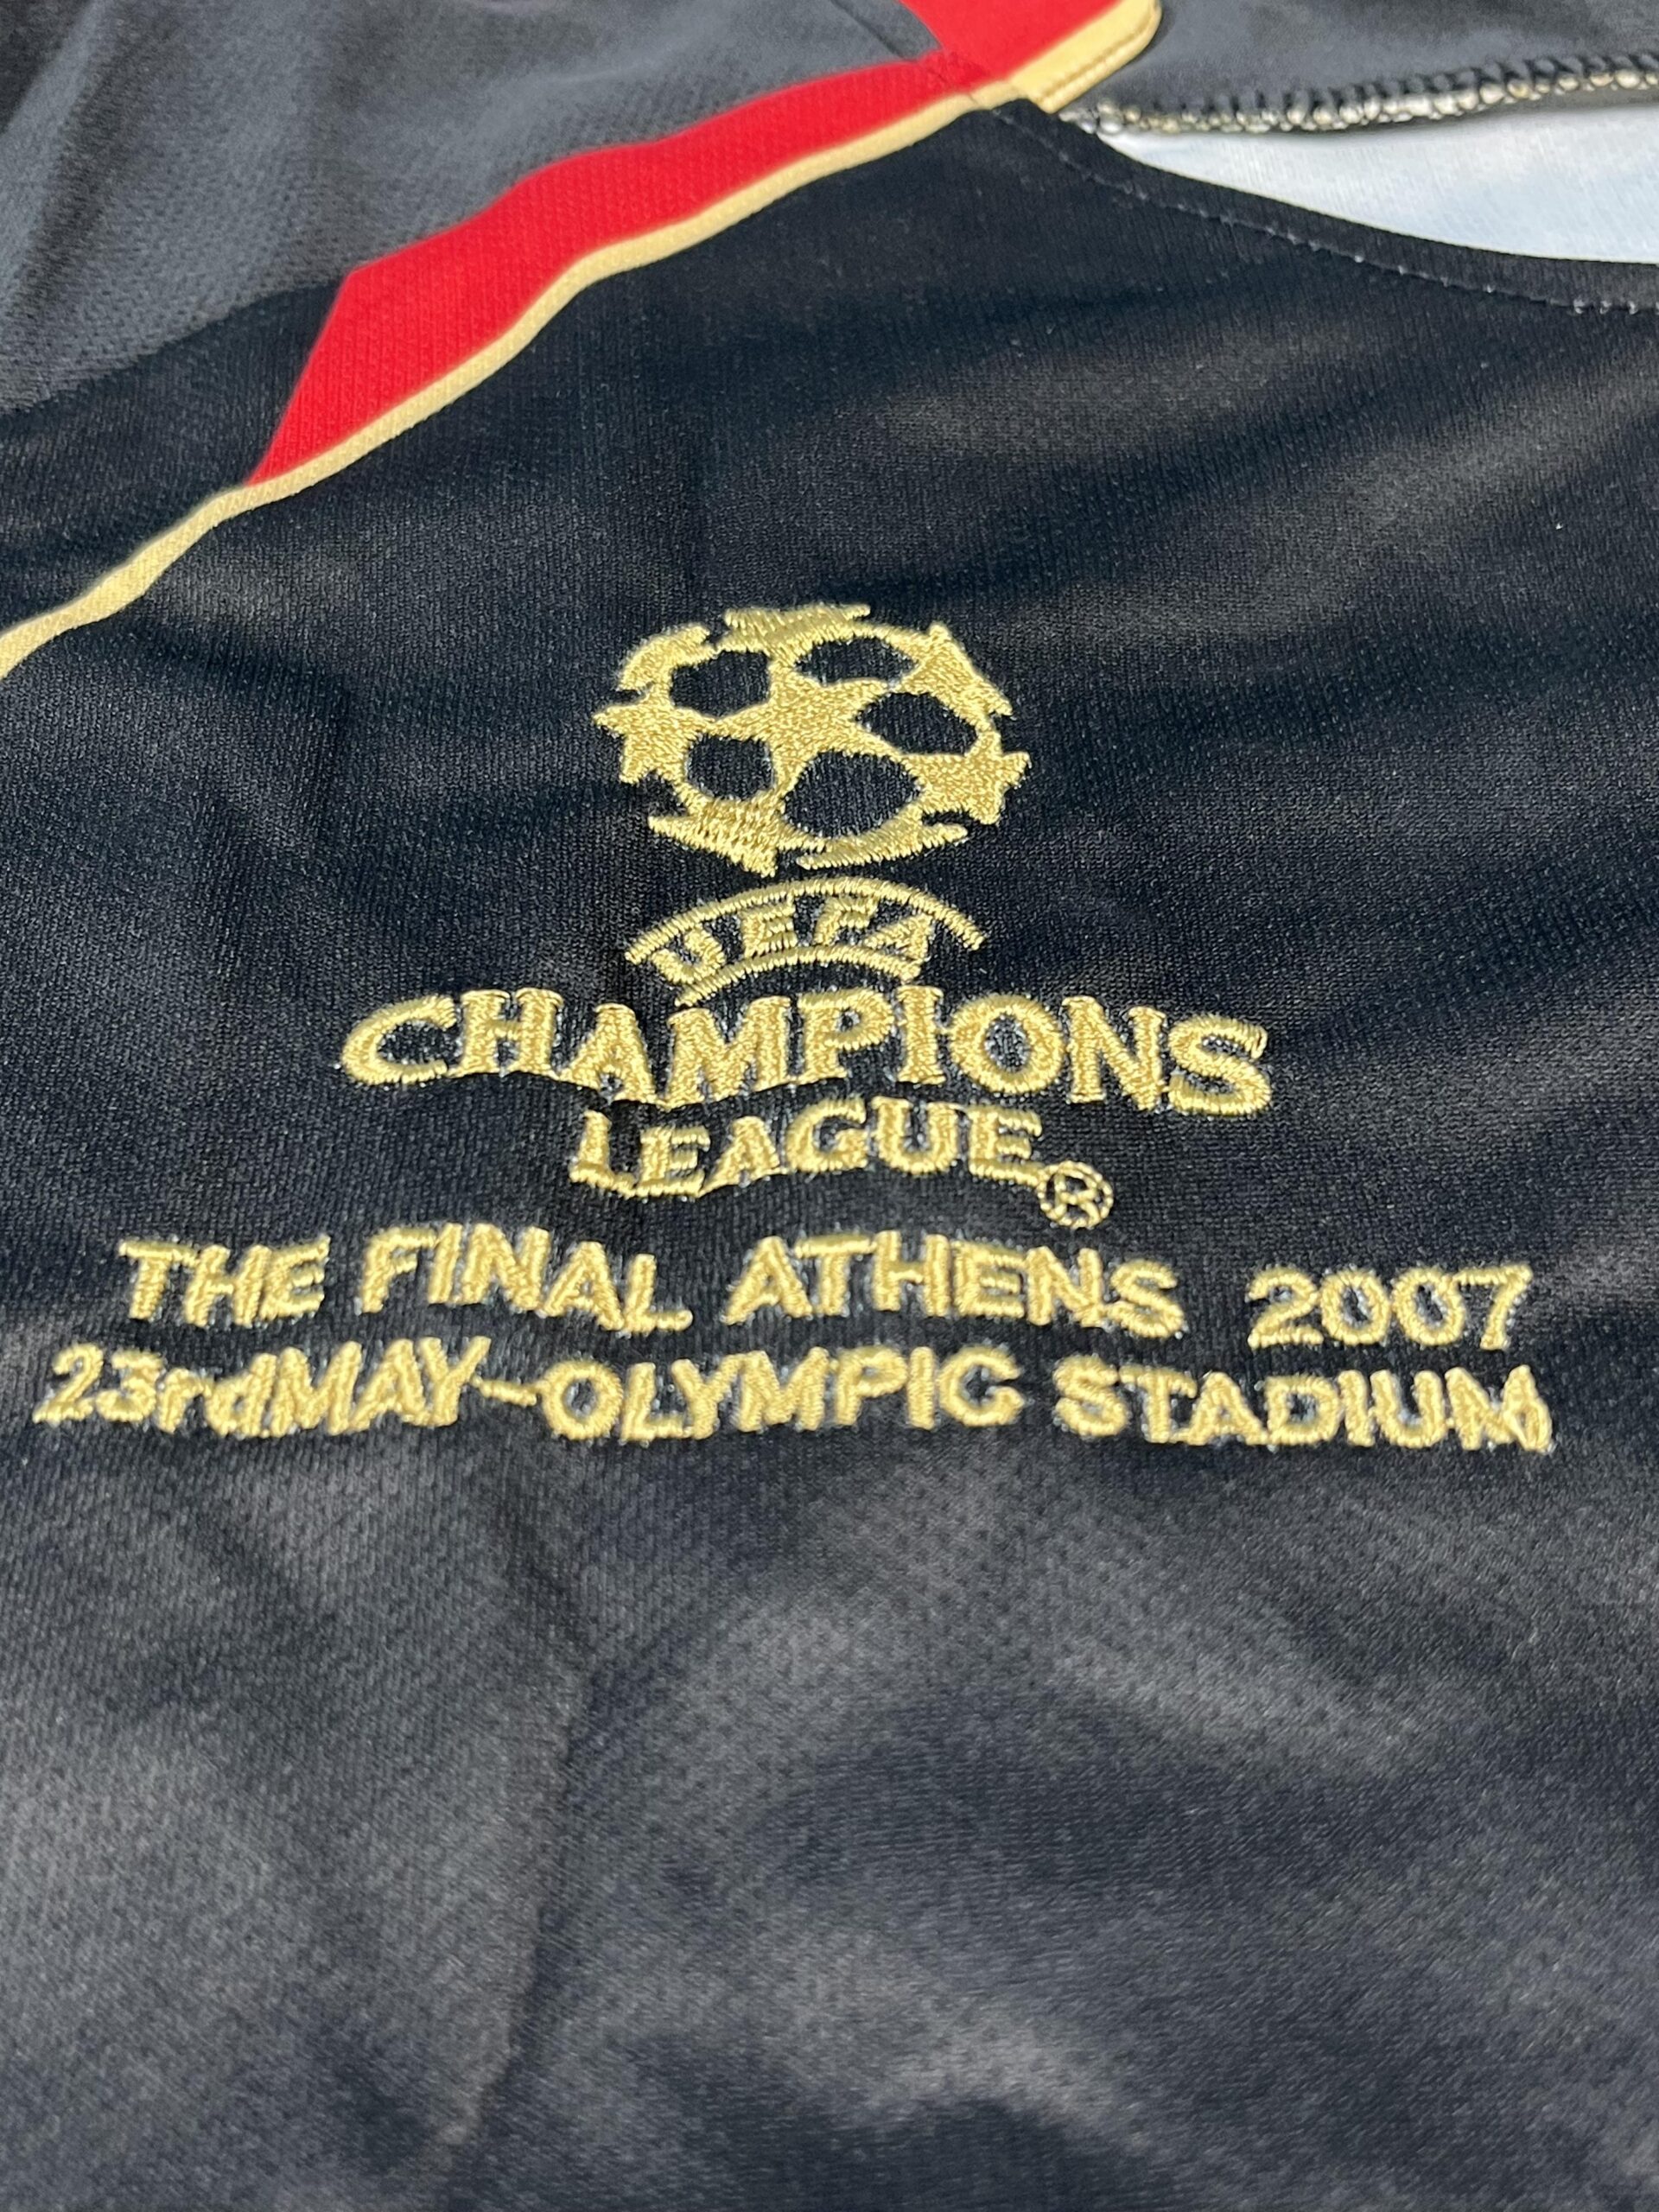 UEFA
CHAMPIONS
LEAGUE®
THE FINAL ATHENS 2007
23rdMAY-OLYMPIC STADIUM